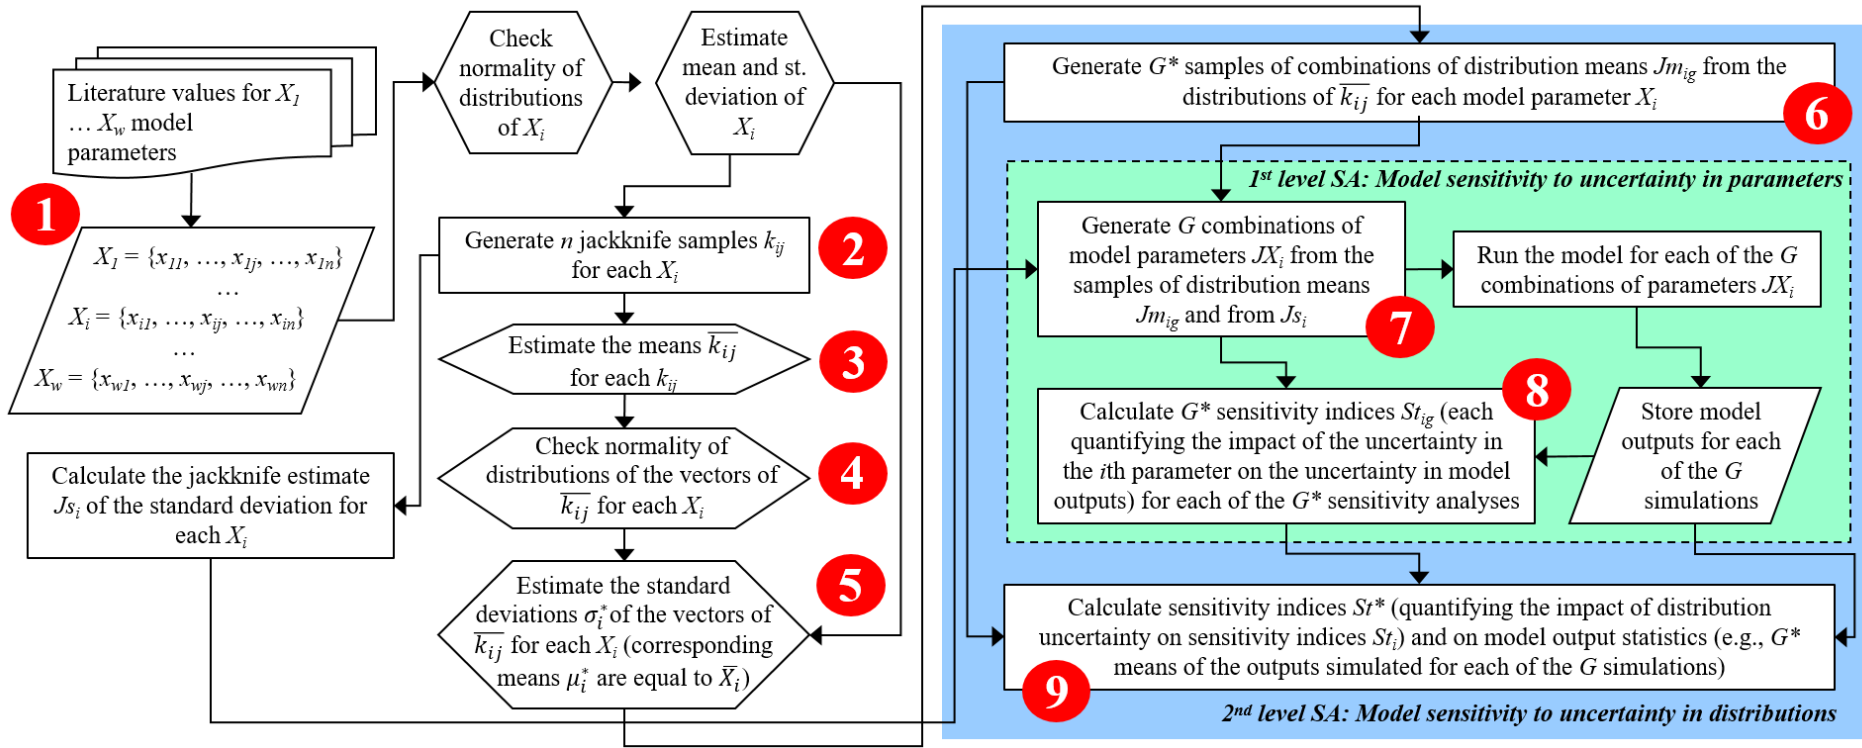 Literature values for X1
… Xw model
parameters
1
X1 = {x11, …, x1j, …, x1n}
…
Xi = {xi1, …, xij, …, xin}
…
Xw = {xw1, …, xwj, …, xwn}
Check
normality of
distributions
of Xi
Estimate
mean and st.
deviation of
Xi
Generate n jackknife samples kij
for each Xi
2
Estimate the means k̅i̅j̅
for each kij
3
Check normality of
distributions of the vectors of
k̅i̅j̅ for each Xi
4
Calculate the jackknife estimate
Jsi of the standard deviation for
each Xi
Estimate the standard
deviations σi* of the vectors of
k̅i̅j̅ for each Xi (corresponding
means μi* are equal to X̅i)
5
Generate G* samples of combinations of distribution means Jmig from the
distributions of k̅i̅j̅ for each model parameter Xi
6
1st level SA: Model sensitivity to uncertainty in parameters
Generate G combinations of
model parameters JXi from the
samples of distribution means
Jmig and from Jsi
7
Run the model for each of the G
combinations of parameters JXi
8
Calculate G* sensitivity indices Stig (each
quantifying the impact of the uncertainty in
the ith parameter on the uncertainty in model
outputs) for each of the G* sensitivity analyses
Store model
outputs for each
of the G
simulations
Calculate sensitivity indices St* (quantifying the impact of distribution
uncertainty on sensitivity indices Sti) and on model output statistics (e.g., G*
means of the outputs simulated for each of the G simulations)
9
2nd level SA: Model sensitivity to uncertainty in distributions